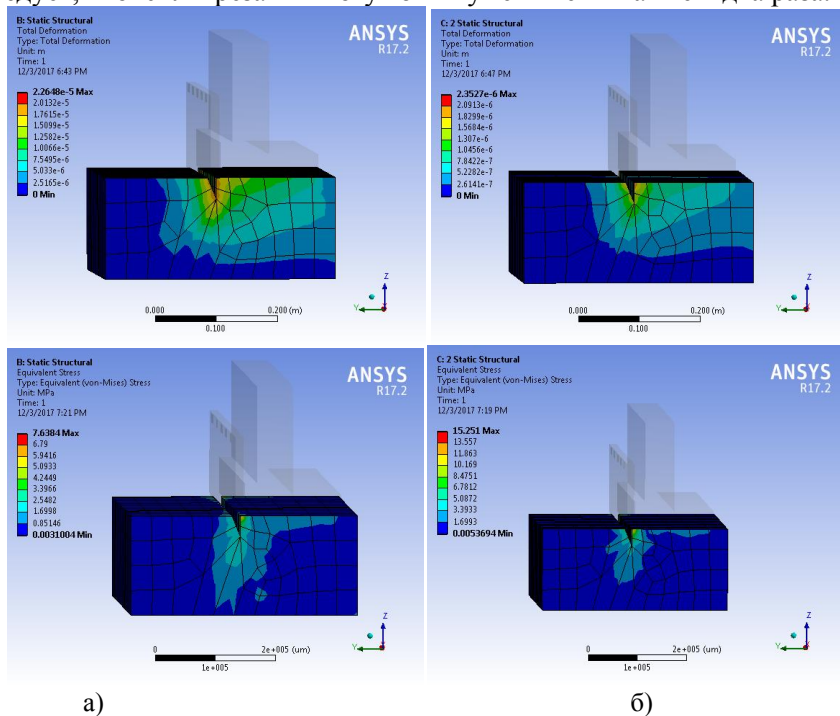 два раза.
B: Static Structural
Total Deformation
Type: Total Deformation
Unit: m
Time: 1
12/3/2017 6:43 PM
ANSYS
R17.2
2.2648e-5 Max
2.0132e-5
1.7615e-5
1.5099e-5
1.2582e-5
1.0066e-5
7.5495e-6
5.033e-6
2.5165e-6
0 Min
0.000
0.200 (m)
0.100
Z
Y
C: 2 Static Structural
Total Deformation
Type: Total Deformation
Unit: m
Time: 1
12/3/2017 6:47 PM
ANSYS
R17.2
2.3527e-6 Max
2.0913e-6
1.8299e-6
1.5684e-6
1.307e-6
1.0456e-6
7.8422e-7
5.2282e-7
2.6141e-7
0 Min
0.000
0.200 (m)
0.100
Z
Y
B: Static Structural
Equivalent Stress
Type: Equivalent (von-Mises) Stress
Unit: MPa
Time: 1
12/3/2017 7:21 PM
ANSYS
R17.2
7.6384 Max
6.79
5.9416
5.0933
4.2449
3.3966
2.5482
1.6998
0.85146
0.0031004 Min
0
2e+005 (um)
1e+005
Z
Y
C: 2 Static Structural
Equivalent Stress
Type: Equivalent (von-Mises) Stress
Unit: MPa
Time: 1
12/3/2017 7:19 PM
ANSYS
R17.2
15.251 Max
13.557
11.863
10.169
8.4751
6.7812
5.0872
3.3933
1.6993
0.0053694 Min
0
2e+005 (um)
1e+005
Z
Y
а)
б)